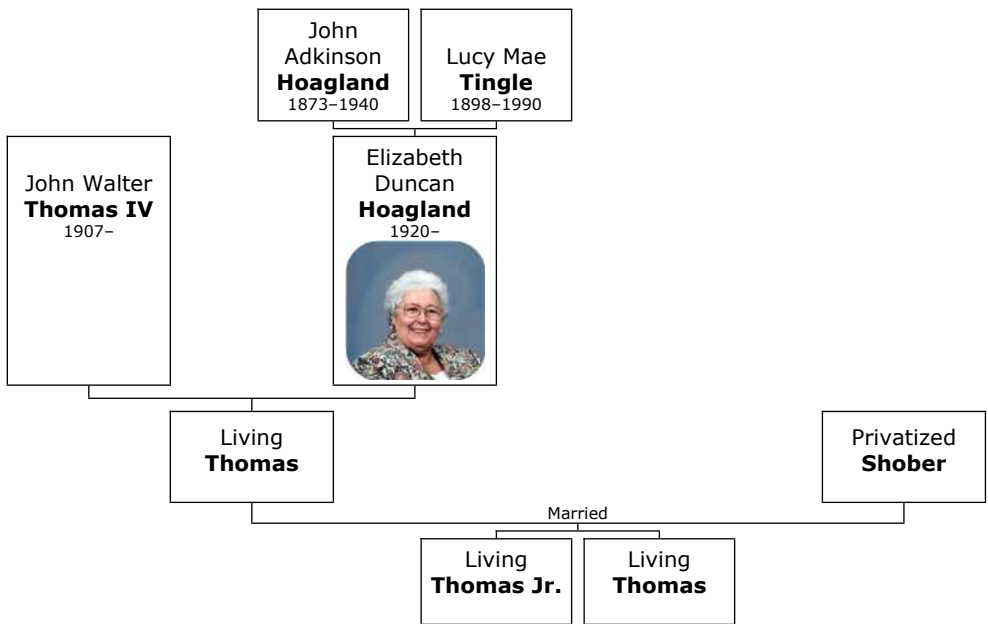 John
Adkinson
Hoagland
1873–1940
Lucy Mae
Tingle
1898–1990
John Walter
Thomas IV
1907–
Elizabeth
Duncan
Hoagland
1920–
Living
Thomas
Privatized
Shober
Married
Living
Thomas Jr.
Living
Thomas